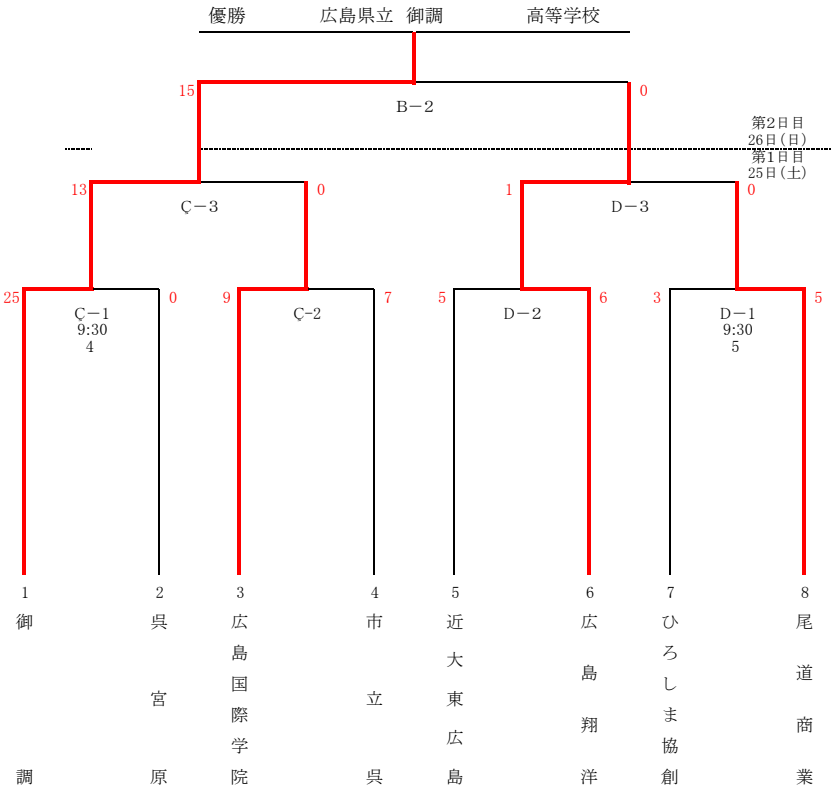 優勝 広島県立 御調 高等学校
15 0
B－2
第2日目
26日(日)
第1日目
25日(土)
13 0 1 0
C－3 D－3
25 0 9 7 5 6 3 5
C－1 C-2 D－2 D－1
9:30 9:30
4 5
1 2 3 4 5 6 7 8
御調
呉宮原
広島国際学院
市立呉
近大東広島
広島翔洋
ひろしま協創
尾道商業